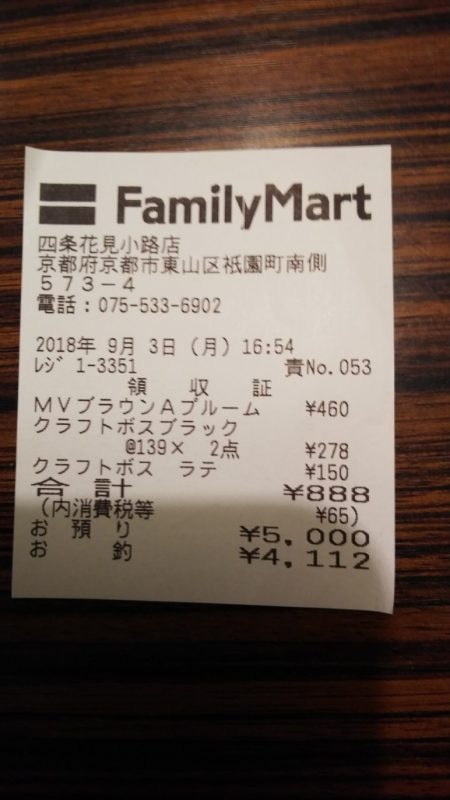 FamilyMart
四条花見小路店
京都府京都市東山区祇園町南側
573-4
電話:075-533-6902
2018年 9月 3日(月)16:54
レジ 1-3351 責No.053
領 収 証
MVブラウンAプルーム ¥460
クラフトボスブラック
@139× 2点 ¥278
クラフトボス ラテ ¥150
合 計 ¥888
(内消費税等 ¥65)
お 預 り ¥5,000
お 釣 ¥4,112